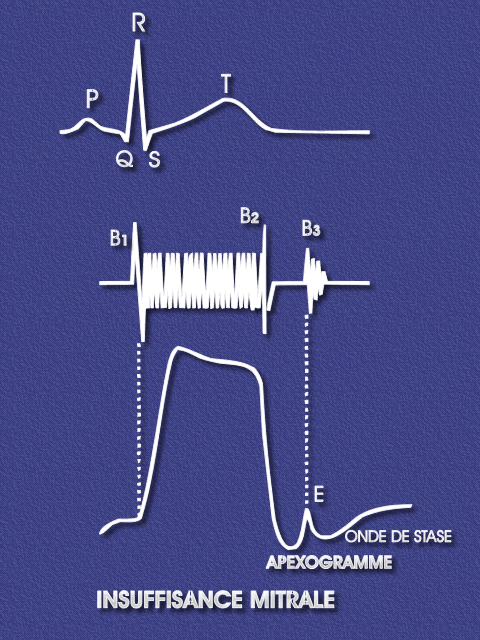 R
P
T
Q
S
B1
B2
B3
E
ONDE DE STASE
APEXOGRAMME
INSUFFISANCE MITRALE